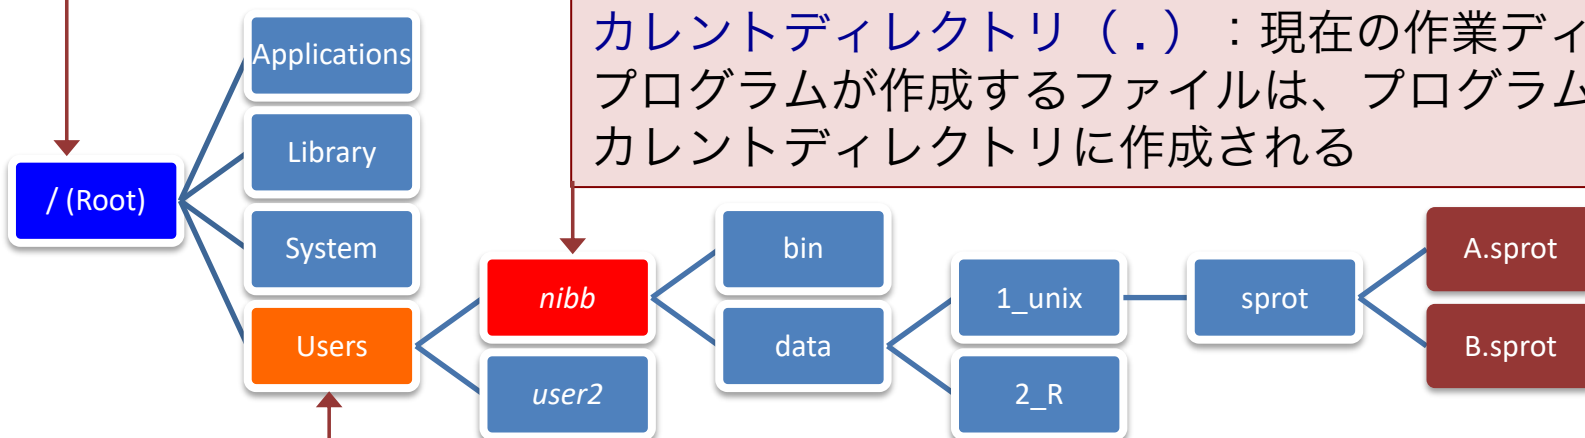 カレントディレクトリ（.）：現在の作業ディ
プログラムが作成するファイルは、プログラム
カレントディレクトリに作成される
Applications
Library
/ (Root)
System
Users
nibb
user2
bin
data
1_unix
2_R
sprot
A.sprot
B.sprot